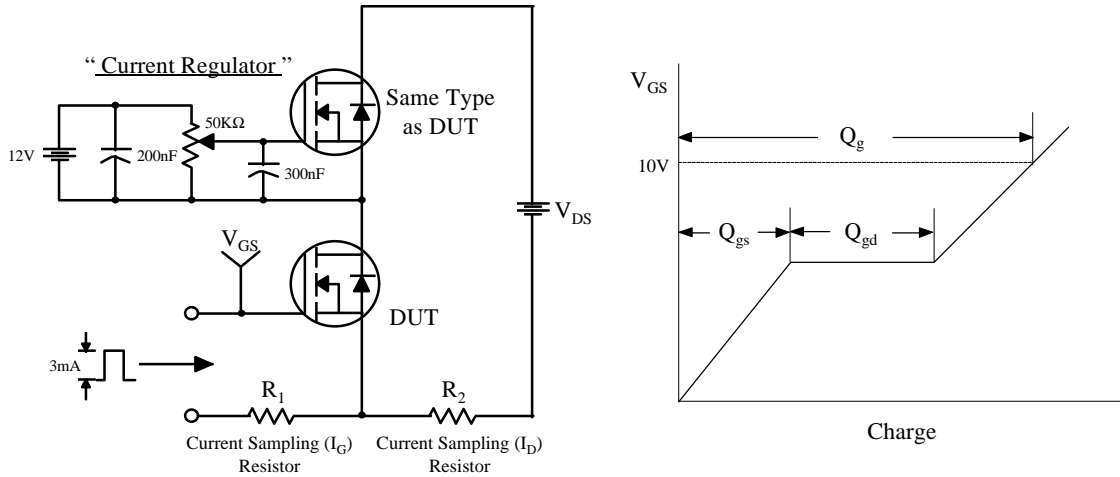 “ Current Regulator ”
Same Type
as DUT
50KΩ
12V
200nF
300nF
V_DS
V_GS
DUT
3mA
R_1
R_2
Current Sampling (I_G)
Resistor
Current Sampling (I_D)
Resistor
V_GS
Q_g
10V
Q_gs
Q_gd
Charge